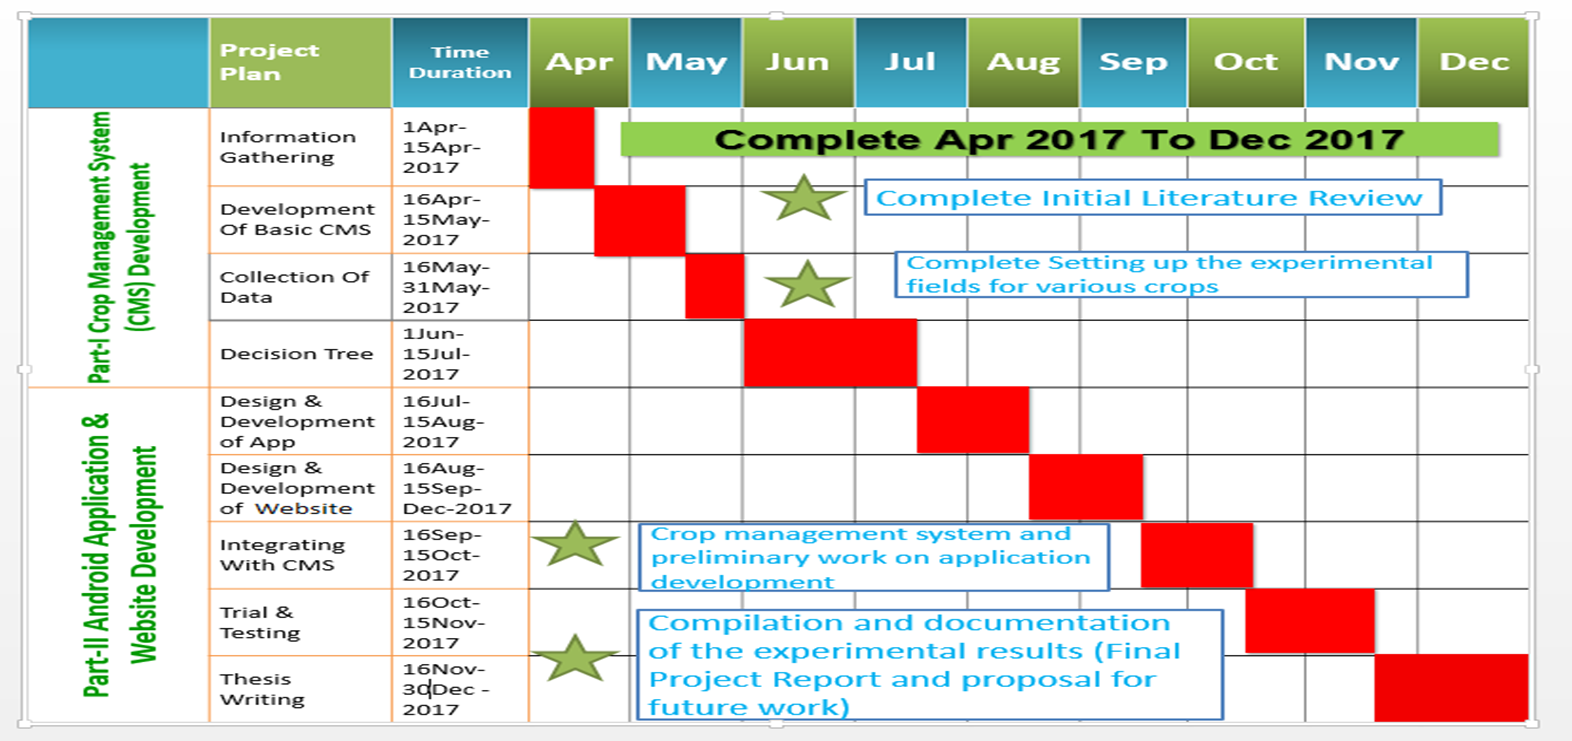 Project
Plan
Time
Duration
Apr
May
Jun
Jul
Aug
Sep
Oct
Nov
Dec
Part-I Crop Management System
(CMS) Development
Information
Gathering
1Apr-
15Apr-
2017
Complete Apr 2017 To Dec 2017
Development
Of Basic CMS
16Apr-
15May-
2017
Complete Initial Literature Review
Collection Of
Data
16May-
31May-
2017
Complete Setting up the experimental
fields for various crops
Decision Tree
1Jun-
15Jul-
2017
Part-II Android Application &
Website Development
Design &
Development
of App
16Jul-
15Aug-
2017
Design &
Development
of Website
16Aug-
15Sep-
Dec-2017
Integrating
With CMS
16Sep-
15Oct-
2017
Crop management system and
preliminary work on application
development
Trial &
Testing
16Oct-
15Nov-
2017
Compilation and documentation
of the experimental results (Final
Project Report and proposal for
future work)
Thesis
Writing
16Nov-
30Dec -
2017